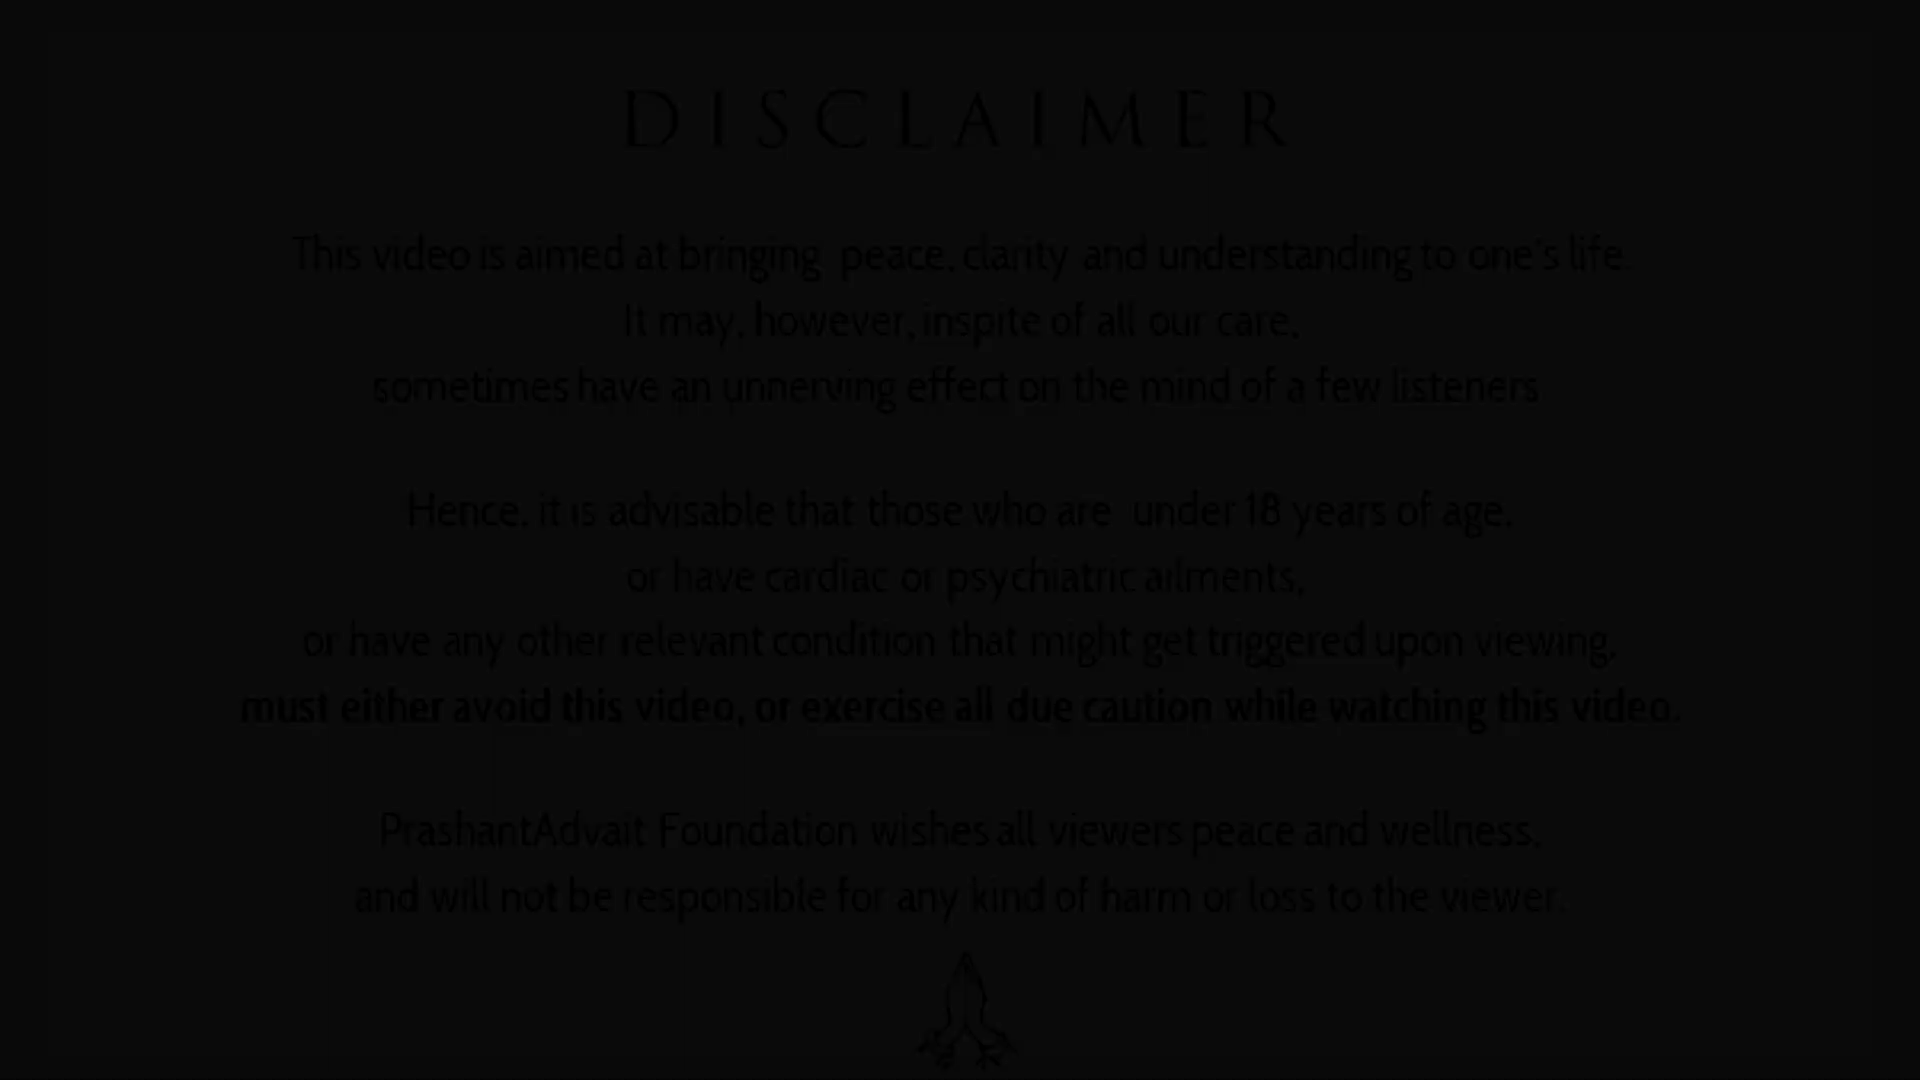 DISCLAIMER
This video is aimed at bringing peace, clarity and understanding to one's life
It may, however, inspite of all our care,
sometimes have an unnerving effect on the mind of a few listeners
Hence, it is advisable that those who are under 18 years of age,
or have cardiac or psychiatric ailments,
or have any other relevant condition that might get triggered upon viewing,
must either avoid this video, or exercise all due caution while watching this video.
PrashantAdvait Foundation wishes all viewers peace and wellness,
and will not be responsible for any kind of harm or loss to the viewer.